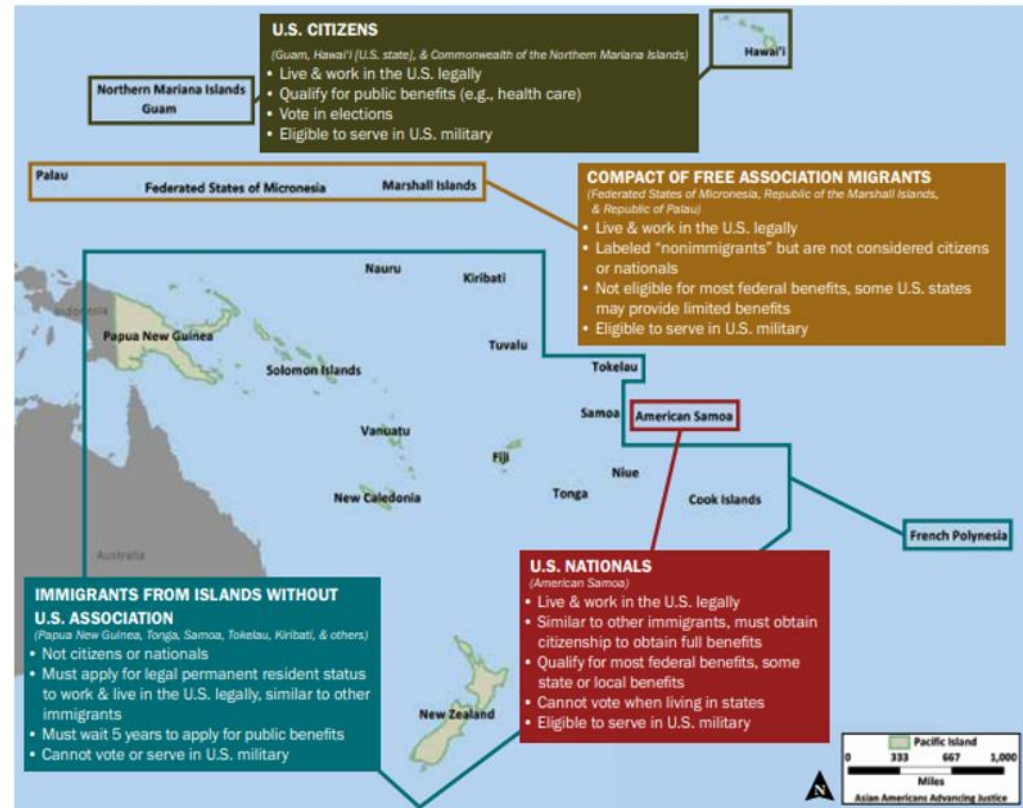 U.S. CITIZENS
(Guam, Hawai'i [U.S. state], & Commonwealth of the Northern Mariana Islands)
• Live & work in the U.S. legally
• Qualify for public benefits (e.g., health care)
• Vote in elections
• Eligible to serve in U.S. military
Hawai'i
Northern Mariana Islands
Guam
Palau
Federated States of Micronesia
Marshall Islands
COMPACT OF FREE ASSOCIATION MIGRANTS
(Federated States of Micronesia, Republic of the Marshall Islands,
& Republic of Palau)
• Live & work in the U.S. legally
• Labeled “nonimmigrants” but are not considered citizens
or nationals
• Not eligible for most federal benefits, some U.S. states
may provide limited benefits
• Eligible to serve in U.S. military
Nauru
Kiribati
Indonesia
Papua New Guinea
Tuvalu
Solomon Islands
Tokelau
Samoa
American Samoa
Vanuatu
Fiji
Niue
New Caledonia
Tonga
Cook Islands
French Polynesia
Australia
IMMIGRANTS FROM ISLANDS WITHOUT
U.S. ASSOCIATION
(Papua New Guinea, Tonga, Samoa, Tokelau, Kiribati, & others)
• Not citizens or nationals
• Must apply for legal permanent resident status
to work & live in the U.S. legally, similar to other
immigrants
• Must wait 5 years to apply for public benefits
• Cannot vote or serve in U.S. military
U.S. NATIONALS
(American Samoa)
• Live & work in the U.S. legally
• Similar to other immigrants, must obtain
citizenship to obtain full benefits
• Qualify for most federal benefits, some
state or local benefits
• Cannot vote when living in states
• Eligible to serve in U.S. military
New Zealand
N
Pacific Island
0 333 667 1,000
Miles
Asian Americans Advancing Justice